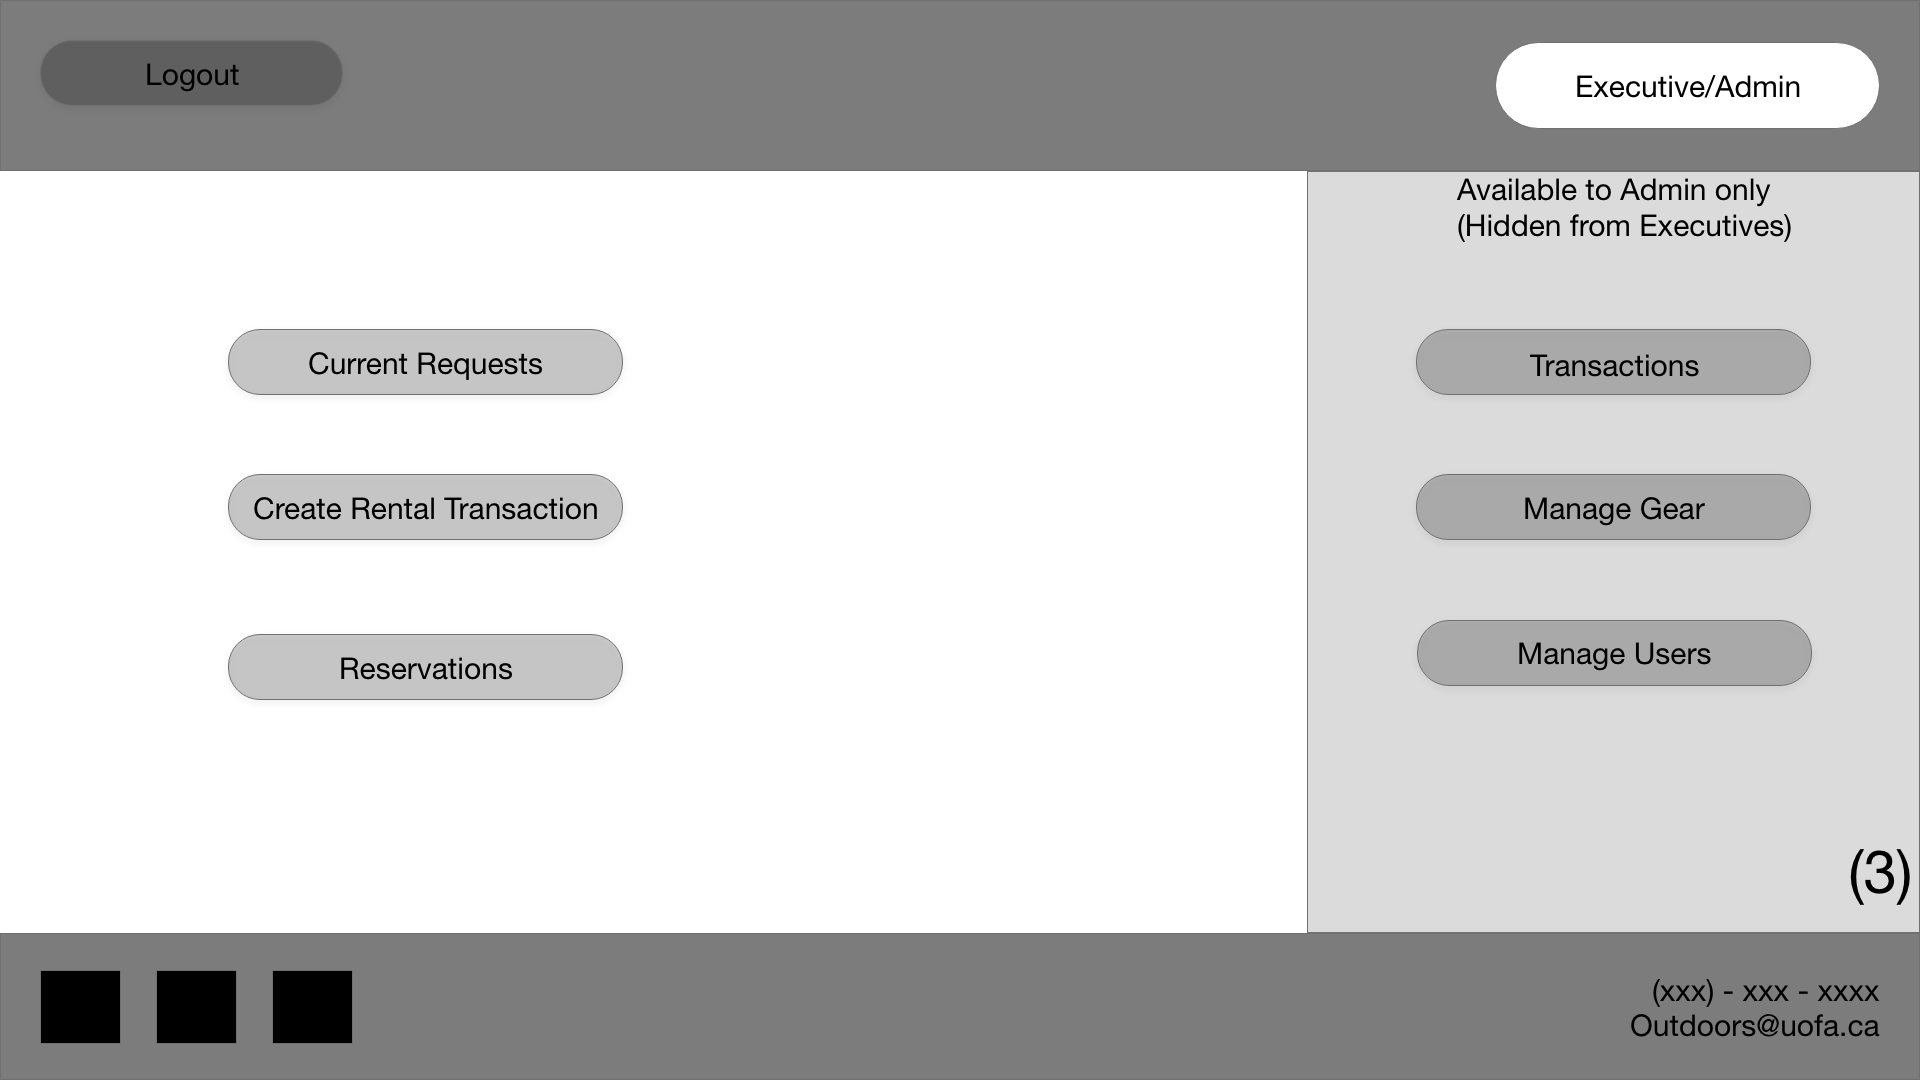 Logout
Executive/Admin
Available to Admin only
(Hidden from Executives)
Current Requests
Transactions
Create Rental Transaction
Manage Gear
Reservations
Manage Users
(3)
(xxx) - xxx - xxxx
Outdoors@uofa.ca